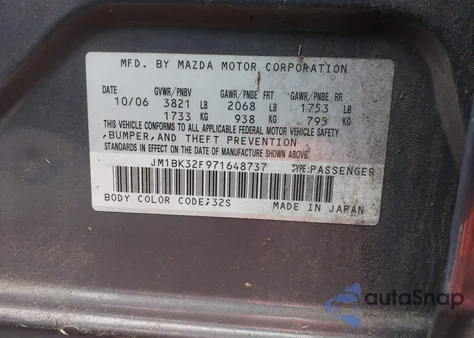 MFD. BY MAZDA MOTOR CORPORATION
DATE GVWR/PNBV GAWR/PNBE FRT GAWR/PNBE RR
10/06 3821 LB 2068 LB 1753 LB
1733 KG 938 KG 795 KG
THIS VEHICLE CONFORMS TO ALL APPLICABLE FEDERAL MOTOR VEHICLE SAFETY
,BUMPER,AND THEFT PREVENTION
STANDARDS IN EFFECT ON THE DATE OF MANUFACTURE SHOWN ABOVE.
JM1BK32F971648737 TYPE:PASSENGER
BODY COLOR CODE;32S MADE IN JAPAN
autoSnap